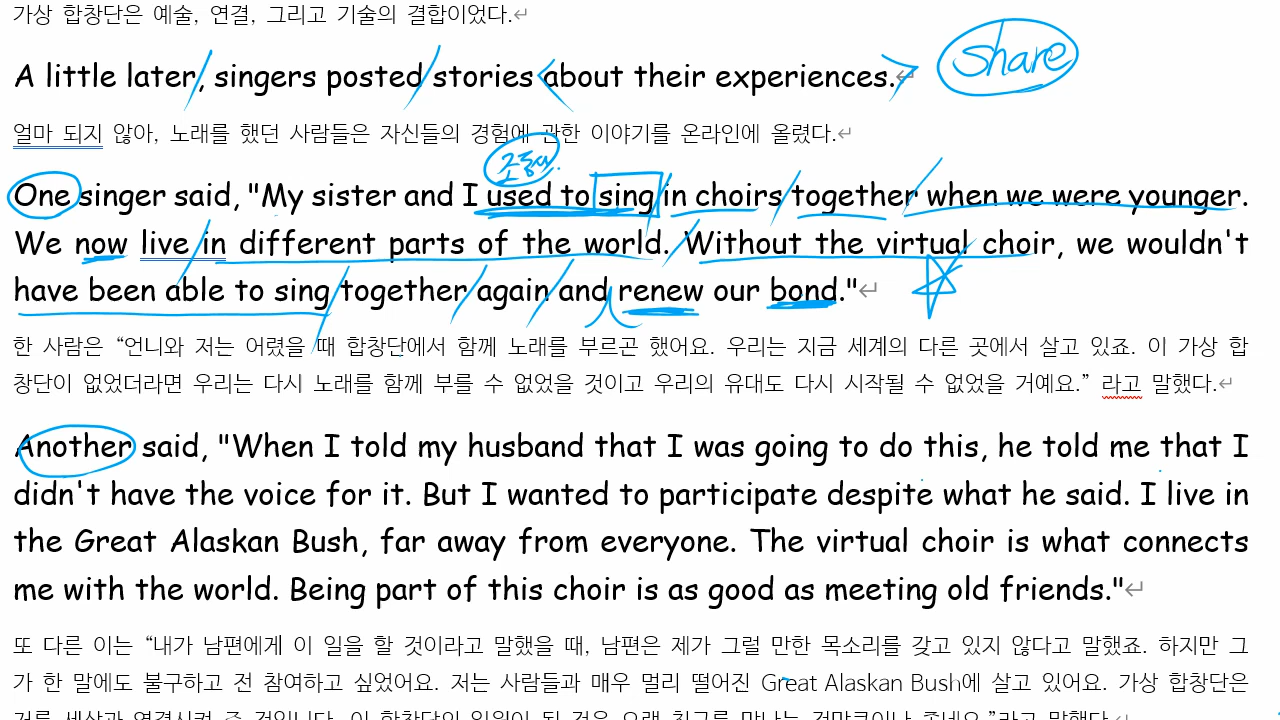 가상 합창단은 예술, 연결, 그리고 기술의 결합이었다.
A little later, singers posted stories about their experiences.
share
얼마 되지 않아, 노래를 했던 사람들은 자신들의 경험에 관한 이야기를 온라인에 올렸다.
조동사
One singer said, "My sister and I used to sing in choirs together when we were younger.
We now live in different parts of the world. Without the virtual choir, we wouldn't
have been able to sing together again and renew our bond."
한 사람은 “언니와 저는 어렸을 때 합창단에서 함께 노래를 부르곤 했어요. 우리는 지금 세계의 다른 곳에서 살고 있죠. 이 가상 합
창단이 없었더라면 우리는 다시 노래를 함께 부를 수 없었을 것이고 우리의 유대도 다시 시작될 수 없었을 거예요.” 라고 말했다.
Another said, "When I told my husband that I was going to do this, he told me that I
didn't have the voice for it. But I wanted to participate despite what he said. I live in
the Great Alaskan Bush, far away from everyone. The virtual choir is what connects
me with the world. Being part of this choir is as good as meeting old friends."
또 다른 이는 “내가 남편에게 이 일을 할 것이라고 말했을 때, 남편은 제가 그럴 만한 목소리를 갖고 있지 않다고 말했죠. 하지만 그
가 한 말에도 불구하고 전 참여하고 싶었어요. 저는 사람들과 매우 멀리 떨어진 Great Alaskan Bush에 살고 있어요. 가상 합창단은